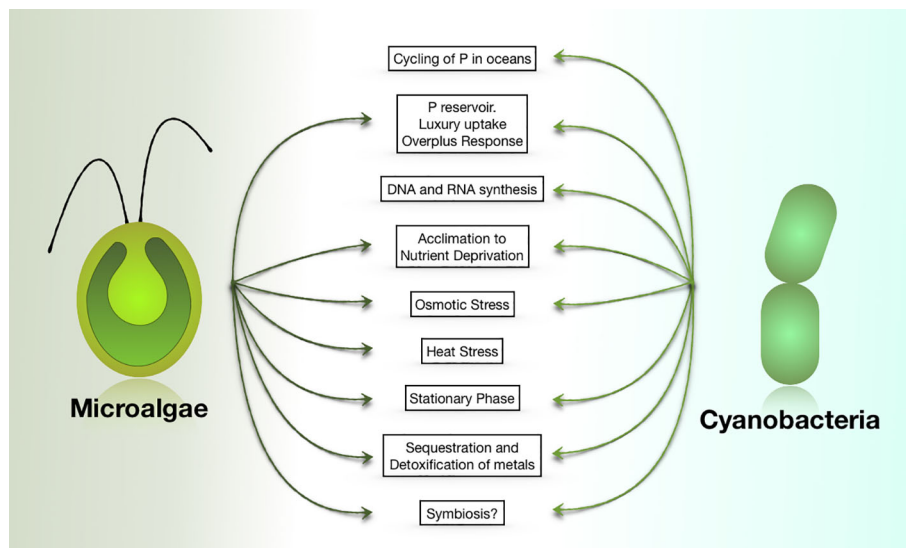 Cycling of P in oceans
P reservoir.
Luxury uptake
Overplus Response
DNA and RNA synthesis
Acclimation to
Nutrient Deprivation
Osmotic Stress
Heat Stress
Stationary Phase
Sequestration and
Detoxification of metals
Symbiosis?
Microalgae
Cyanobacteria